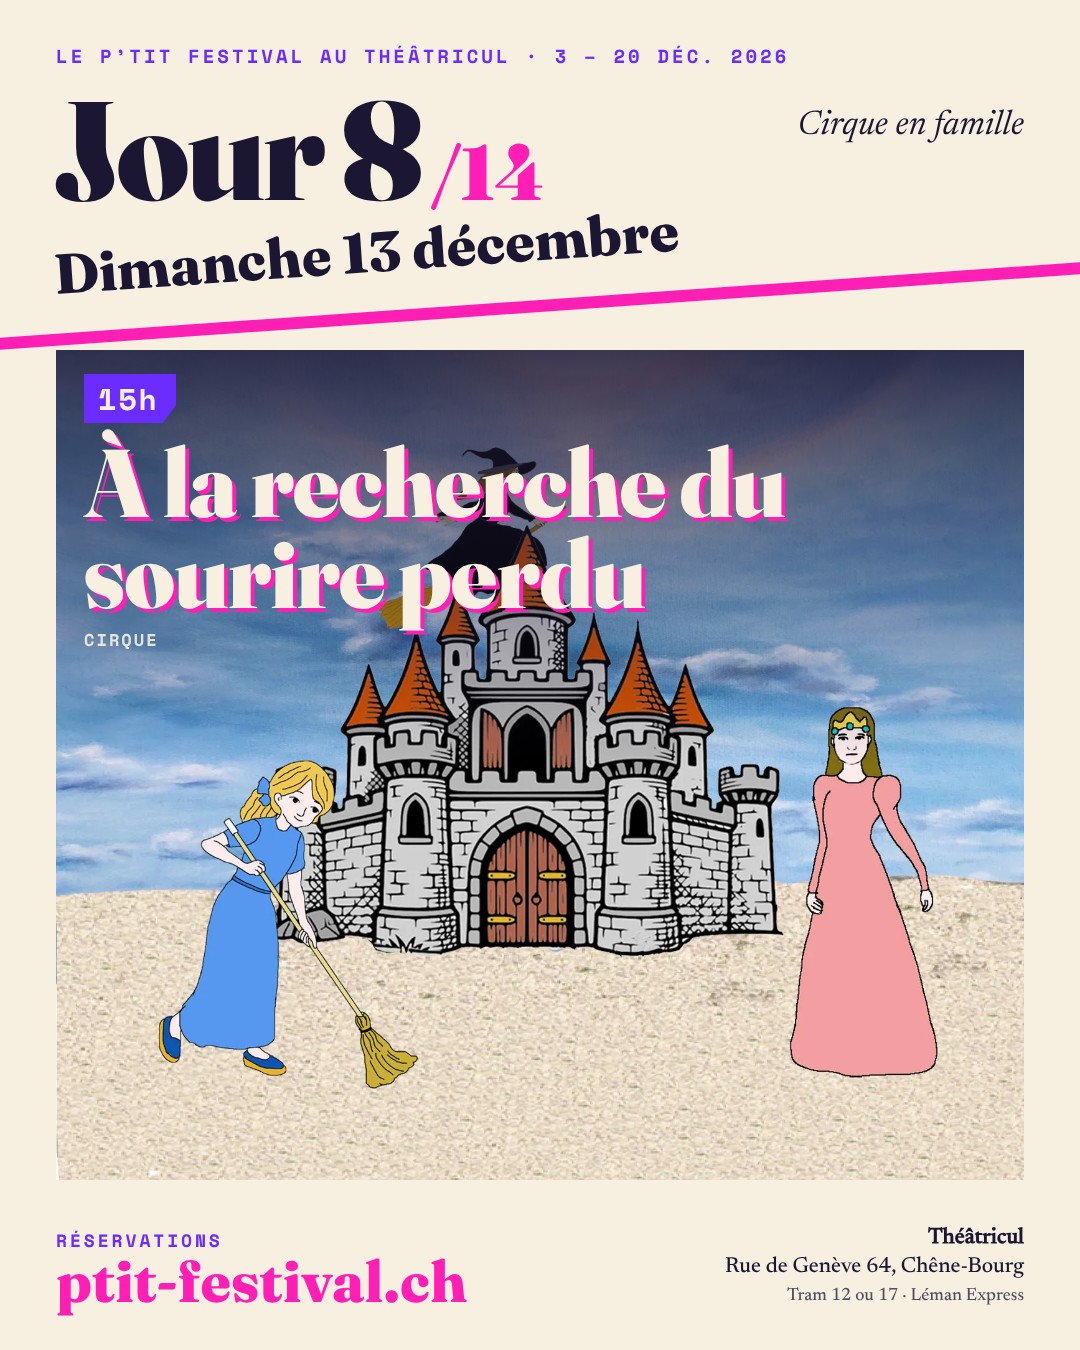 LE P’TIT FESTIVAL AU THÉÂTRICUL · 3 – 20 DÉC. 2026
Jour 8/14
Cirque en famille
Dimanche 13 décembre
15h
À la recherche du
sourire perdu
CIRQUE
RÉSERVATIONS
ptit-festival.ch
Théâtricul
Rue de Genève 64, Chêne-Bourg
Tram 12 ou 17 · Léman Express